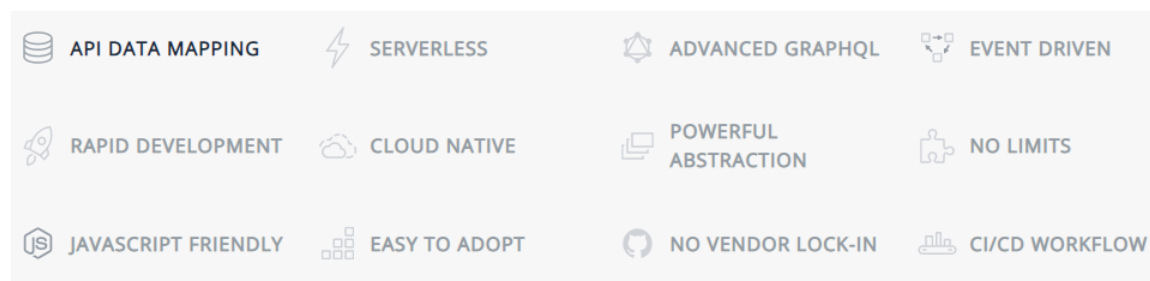 API DATA MAPPING
SERVERLESS
ADVANCED GRAPHQL
EVENT DRIVEN
RAPID DEVELOPMENT
CLOUD NATIVE
POWERFUL
ABSTRACTION
NO LIMITS
JS
JAVASCRIPT FRIENDLY
EASY TO ADOPT
NO VENDOR LOCK-IN
CI/CD WORKFLOW